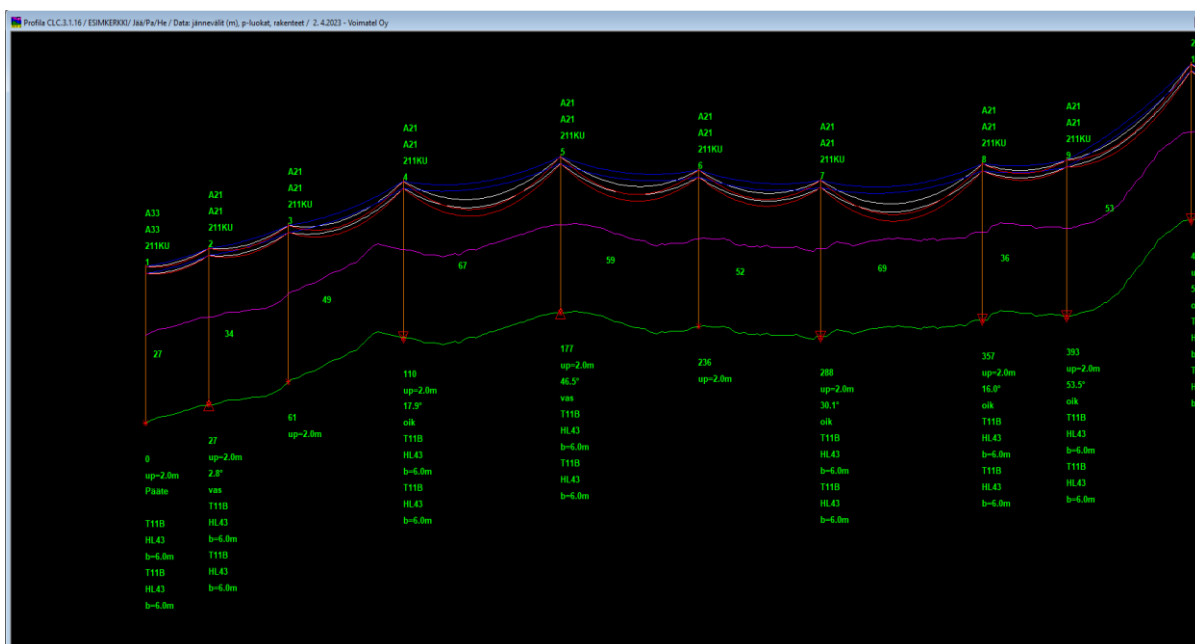 Profila CLC.3.1.16 / ESIMKERKKI/ Jää/Pa/He / Data: jännevälit (m), p-luokat, rakenteet / 2. 4.2023 - Voimatel Oy
A33
A33
211KU
1
A21
A21
211KU
2
A21
A21
211KU
3
A21
A21
211KU
4
A21
A21
211KU
5
A21
A21
211KU
6
A21
A21
211KU
7
A21
A21
211KU
8
A21
A21
211KU
9
2
1
27
34
49
67
59
52
69
36
53
0
up=2.0m
Pääte
T11B
HL43
b=6.0m
T11B
HL43
b=6.0m
27
up=2.0m
2.8°
vas
T11B
HL43
b=6.0m
T11B
HL43
b=6.0m
61
up=2.0m
110
up=2.0m
17.9°
oik
T11B
HL43
b=6.0m
T11B
HL43
b=6.0m
177
up=2.0m
46.5°
vas
T11B
HL43
b=6.0m
T11B
HL43
b=6.0m
236
up=2.0m
288
up=2.0m
30.1°
oik
T11B
HL43
b=6.0m
T11B
HL43
b=6.0m
357
up=2.0m
16.0°
oik
T11B
HL43
b=6.0m
T11B
HL43
b=6.0m
393
up=2.0m
53.5°
oik
T11B
HL43
b=6.0m
T11B
HL43
b=6.0m
4
u
5
o
T
H
b
T
H
b